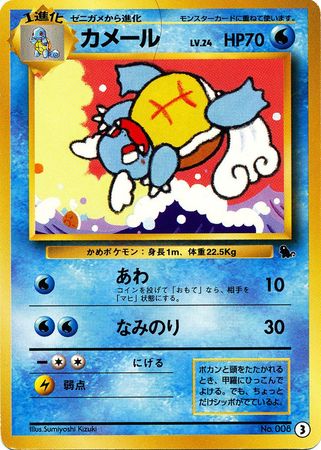 1進化
ゼニガメから進化
モンスターカードに重ねて使います。
カメール
LV.24 HP70
かめポケモン：身長1m、体重22.5Kg
あわ 10
コインを投げて「おもて」なら、相手を
「マヒ」状態にする。
なみのり 30
にげる
弱点
ポカンと頭をたたかれる
とき、甲羅にひっこんで
よける。でも、ちょっと
だけシッポがでているよ。
Illus.Sumiyoshi Kizuki
No.008
3